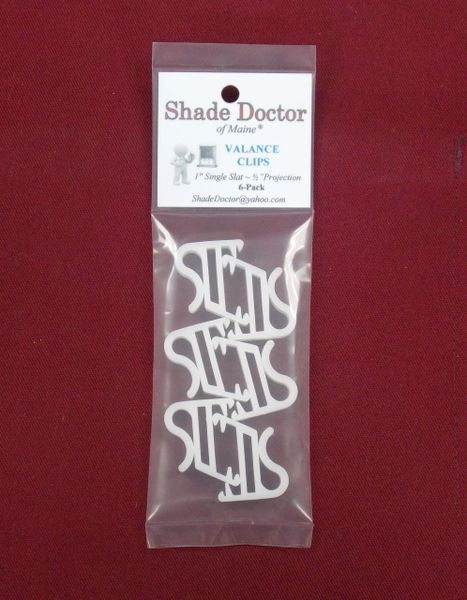 Shade Doctor
of Maine®
VALANCE
CLIPS
1" Single Slat ~ ½" Projection
6-Pack
ShadeDoctor@yahoo.com